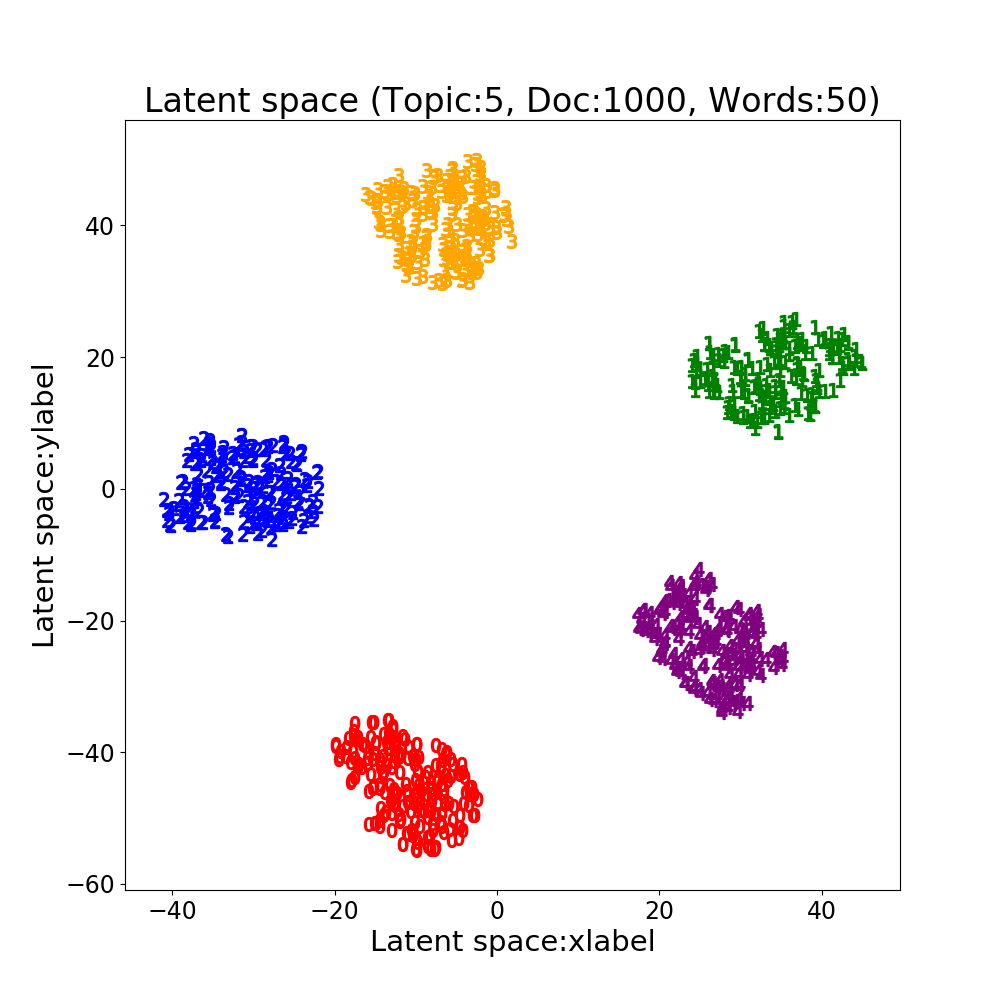 Latent space (Topic:5, Doc:1000, Words:50)
40
20
0
−20
−40
−60
Latent space:ylabel
−40 −20 0 20 40
Latent space:xlabel